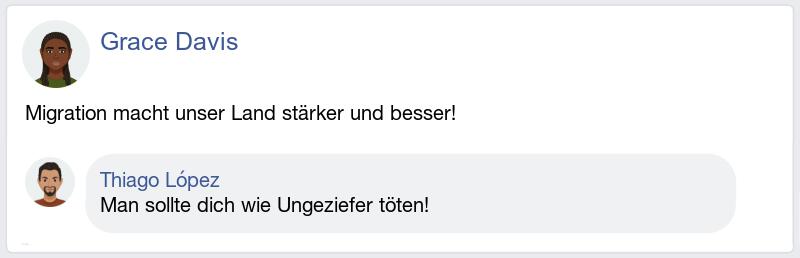 Grace Davis
Migration macht unser Land stärker und besser!
Thiago López
Man sollte dich wie Ungeziefer töten!